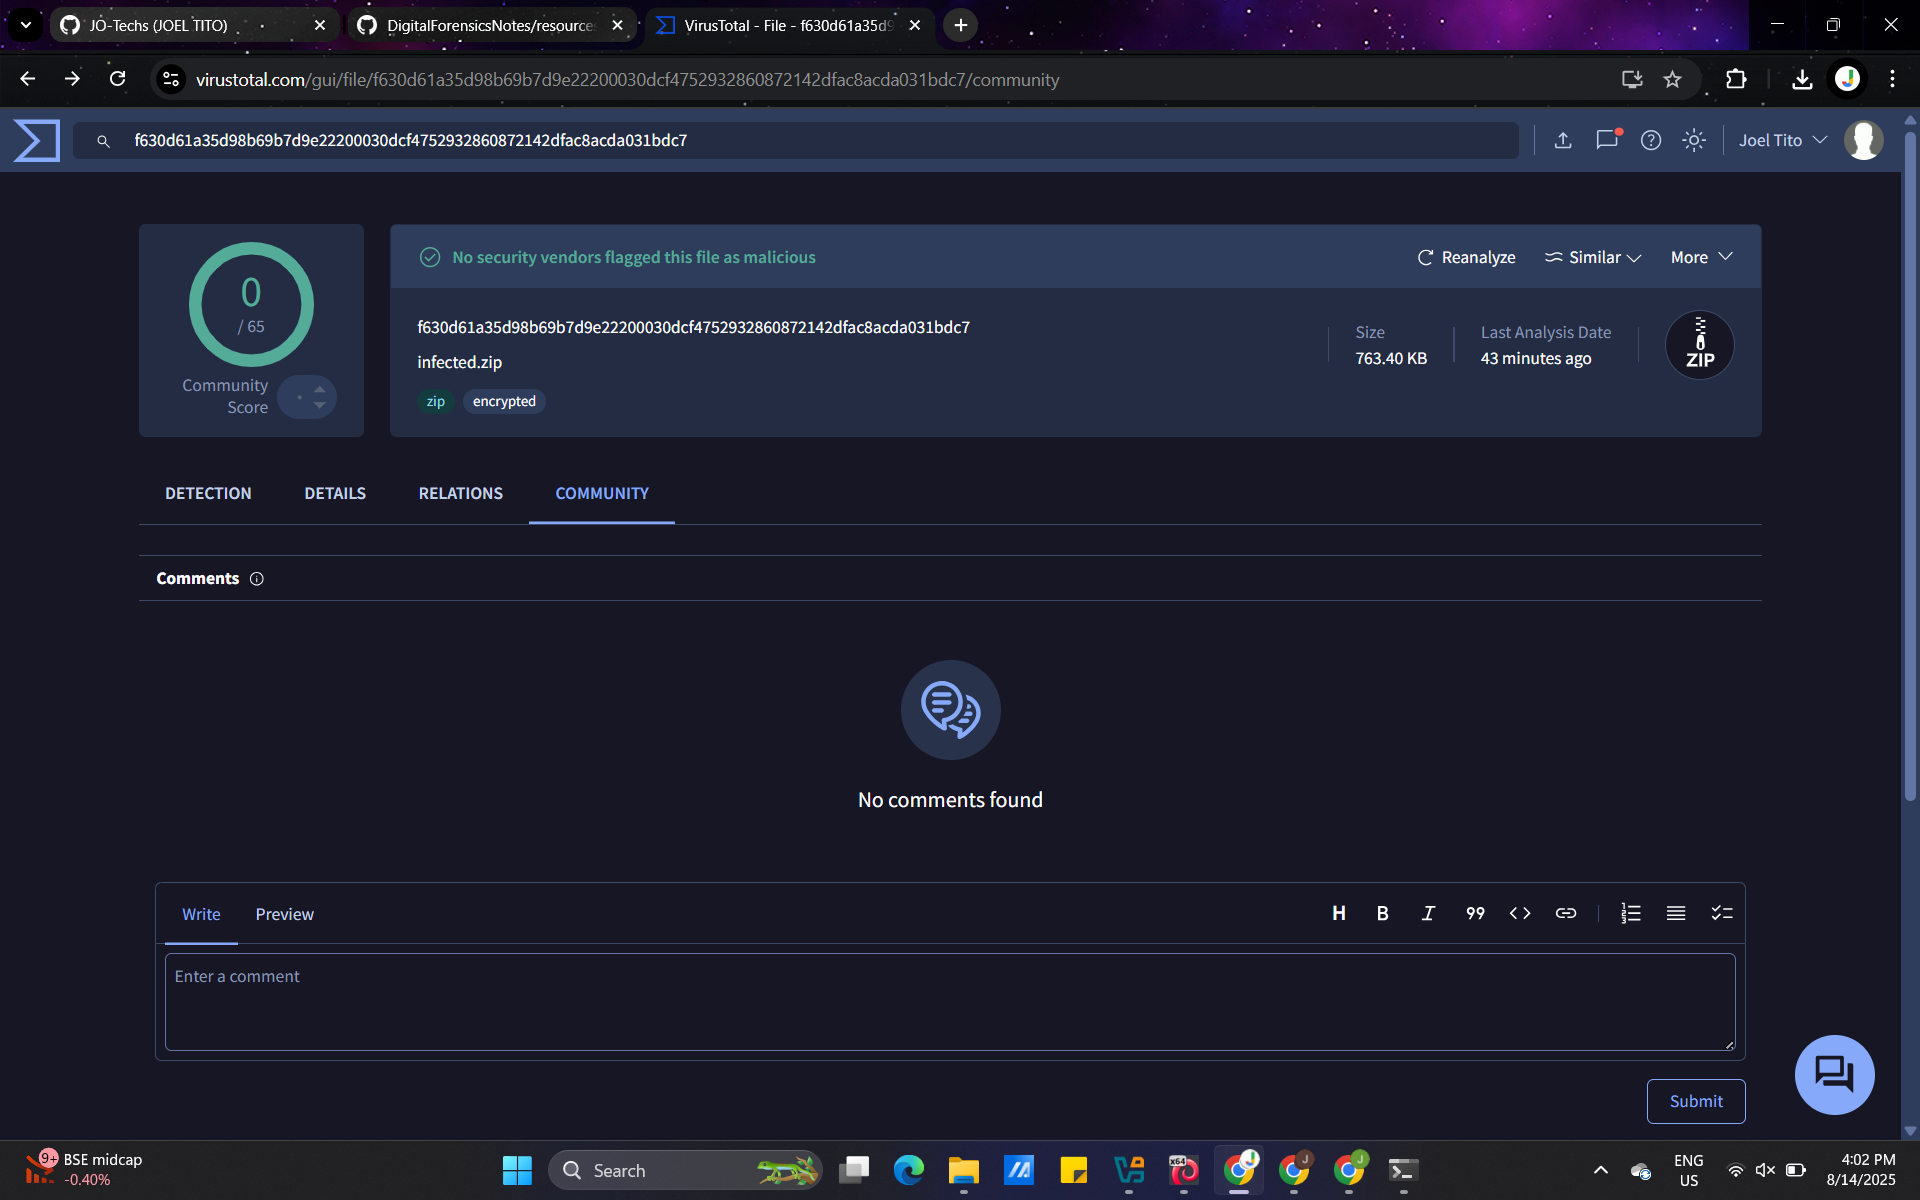 JO-Techs (JOEL TITO)
DigitalForensicsNotes/resource
VirusTotal - File - f630d61a35d9
virustotal.com/gui/file/f630d61a35d98b69b7d9e22200030dcf4752932860872142dfac8acda031bdc7/community
f630d61a35d98b69b7d9e22200030dcf4752932860872142dfac8acda031bdc7
Joel Tito
0
/ 65
Community
Score
No security vendors flagged this file as malicious
Reanalyze
Similar
More
f630d61a35d98b69b7d9e22200030dcf4752932860872142dfac8acda031bdc7
infected.zip
zip
encrypted
Size
763.40 KB
Last Analysis Date
43 minutes ago
ZIP
DETECTION
DETAILS
RELATIONS
COMMUNITY
Comments
No comments found
Write
Preview
H
B
I
99
Enter a comment
Submit
9+
BSE midcap
-0.40%
Search
x64
J
J
J
ENG
US
4:02 PM
8/14/2025